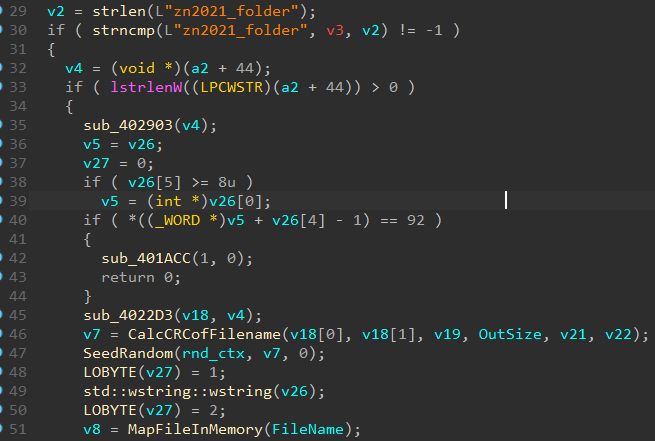 29 v2 = strlen(L"zn2021_folder");
30 if ( strncmp(L"zn2021_folder", v3, v2) != -1 )
31 {
32 v4 = (void *)(a2 + 44);
33 if ( lstrlenW((LPCWSTR)(a2 + 44)) > 0 )
34 {
35 sub_402903(v4);
36 v5 = v26;
37 v27 = 0;
38 if ( v26[5] >= 8u )
39 v5 = (int *)v26[0];
40 if ( *((_WORD *)v5 + v26[4] - 1) == 92 )
41 {
42 sub_401ACC(1, 0);
43 return 0;
44 }
45 sub_4022D3(v18, v4);
46 v7 = CalcCRCofFilename(v18[0], v18[1], v19, OutSize, v21, v22);
47 SeedRandom(rnd_ctx, v7, 0);
48 LOBYTE(v27) = 1;
49 std::wstring::wstring(v26);
50 LOBYTE(v27) = 2;
51 v8 = MapFileInMemory(FileName);